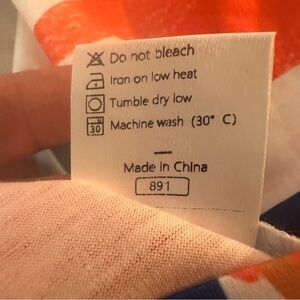 Do not bleach
Iron on low heat
Tumble dry low
30 Machine wash (30° C)
Made in China
891